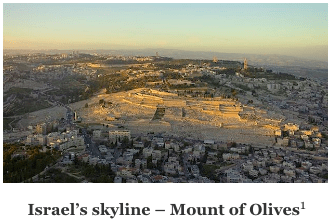 Israel's skyline – Mount of Olives¹